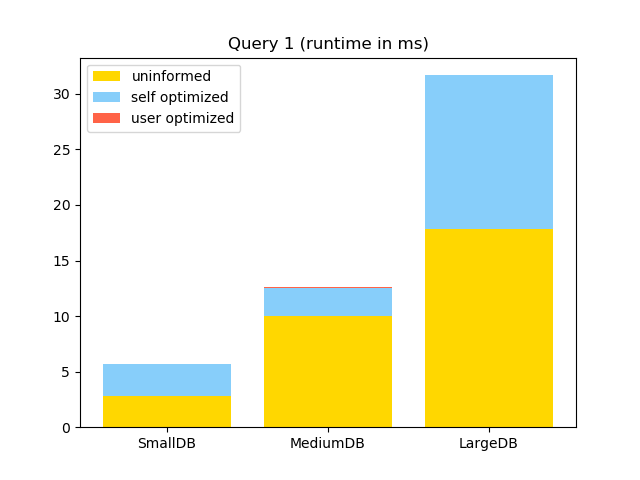 Query 1 (runtime in ms)
uninformed
self optimized
user optimized
30
25
20
15
10
5
0
SmallDB
MediumDB
LargeDB